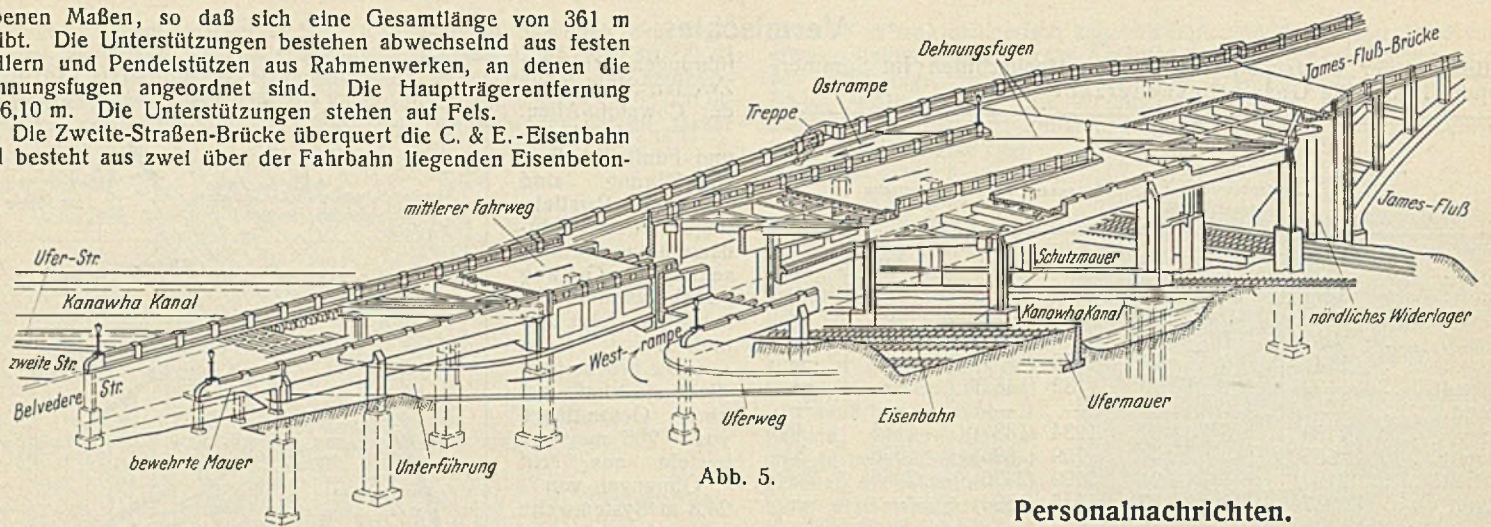 benen Maßen, so daß sich eine Gesamtlänge von 361 m
ibt. Die Unterstützungen bestehen abwechselnd aus festen
llern und Pendelstützen aus Rahmenwerken, an denen die
hnungsfugen angeordnet sind. Die Hauptträgerentfernung
6,10 m. Die Unterstützungen stehen auf Fels.
Die Zweite-Straßen-Brücke überquert die C. & E.-Eisenbahn
l besteht aus zwei über der Fahrbahn liegenden Eisenbeton-
Dehnungsfugen
James-Fluß-Brücke
Ostrampe
Treppe
mittlerer Fahrweg
James-Fluß
Ufer-Str.
Schutzmauer
Kanawha Kanal
Kanawha Kanal
nördliches Widerlager
zweite Str.
West-rampe
Belvedere Str.
Uferweg
Eisenbahn
Ufermauer
bewehrte Mauer
Unterführung
Abb. 5.
Personalnachrichten.